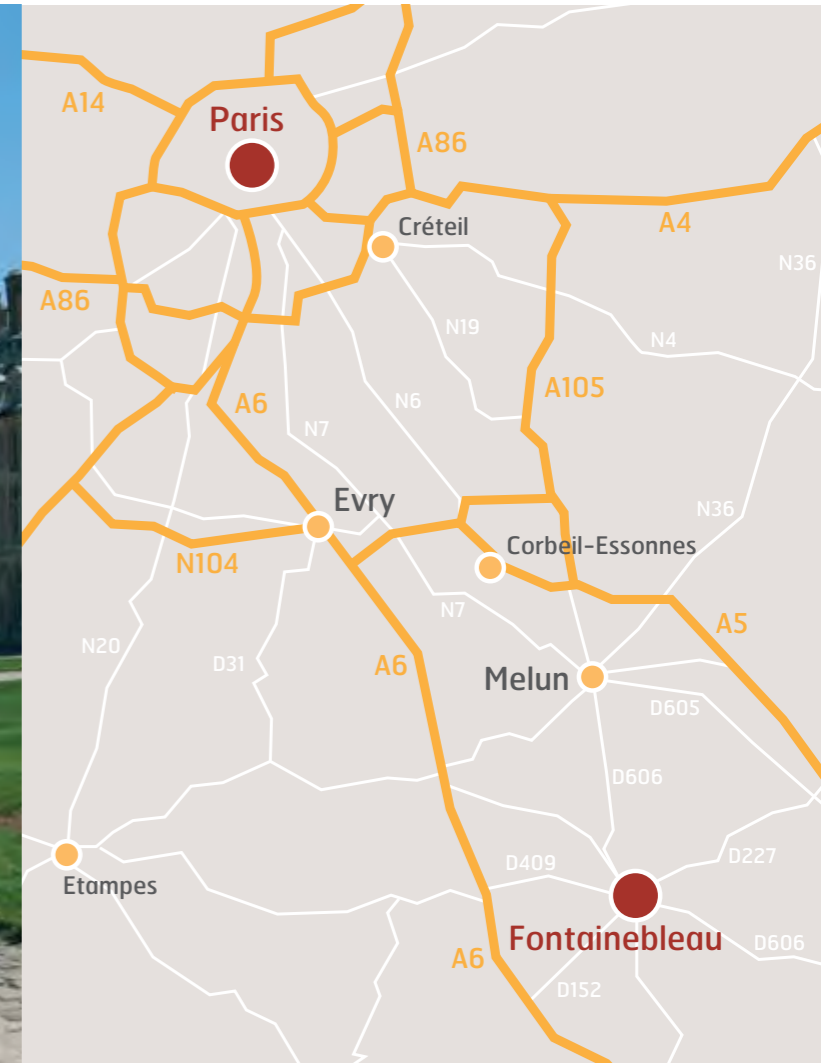 A14
Paris
A86
A4
Créteil
N36
A86
N19
N4
A105
A6
N6
N7
Evry
N36
Corbeil-Essonnes
N104
N7
A5
N20
D31
A6
Melun
D605
D606
D409
D227
Etampes
Fontainebleau
D606
A6
D152